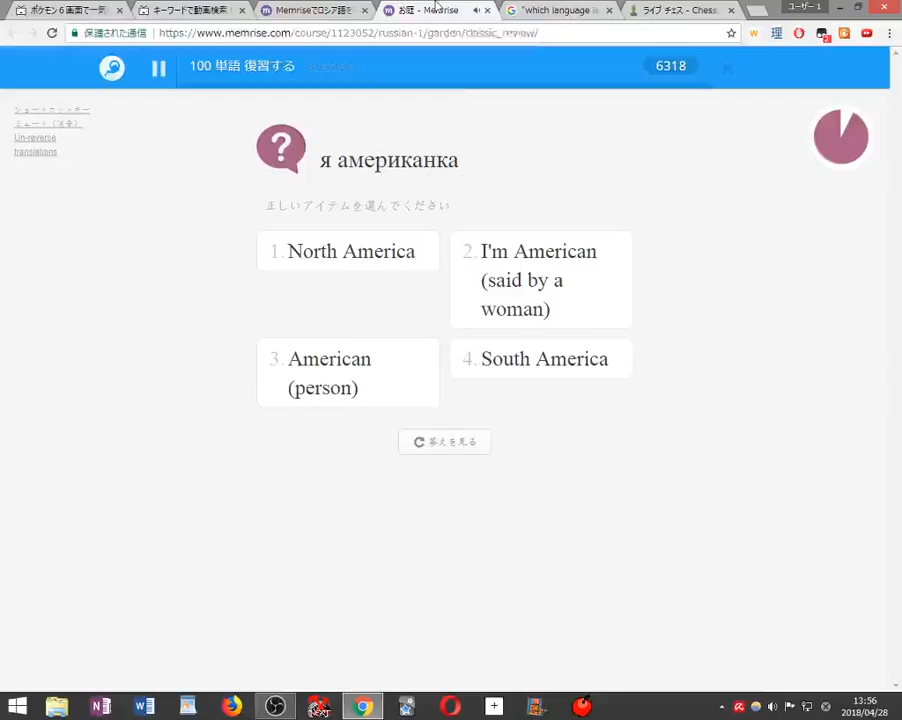 ポケモン６画面で一気
キーワードで動画検索
Memriseでロシア語を
お庭 - Memrise
"which language is
ライブ チェス - Chess.
ユーザー 1
保護された通信
https://www.memrise.com/course/1123052/russian-1/garden/classic_review/
100 単語 復習する
6318
ミュート（消音）
Un-reverse
translations
я американка
正しいアイテムを選んでください
1. North America
2. I'm American
(said by a
woman)
3. American
(person)
4. South America
答えを見る
13:56
2018/04/28